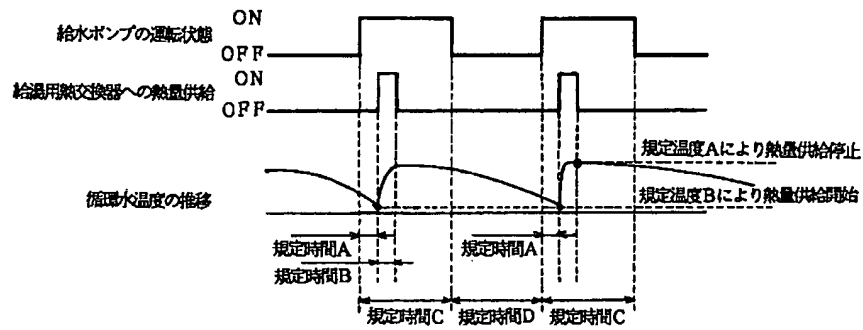 ON
給水ポンプの運転状態
OFF
ON
給湯用熱交換器への熱量供給
OFF
規定温度Aにより熱量供給停止
循環水温度の推移
規定温度Bにより熱量供給開始
規定時間A
規定時間A
規定時間B
規定時間C
規定時間D
規定時間C